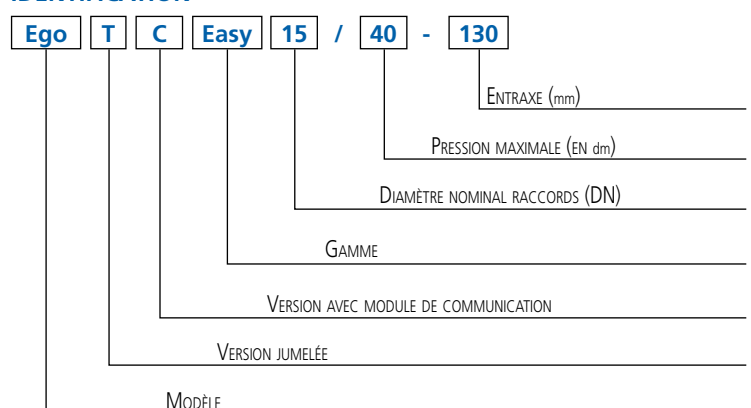 Ego T C Easy 15 / 40 - 130
Entraxe (mm)
Pression maximale (en dm)
Diamètre nominal raccords (DN)
Gamme
Version avec module de communication
Version jumelée
Modèle